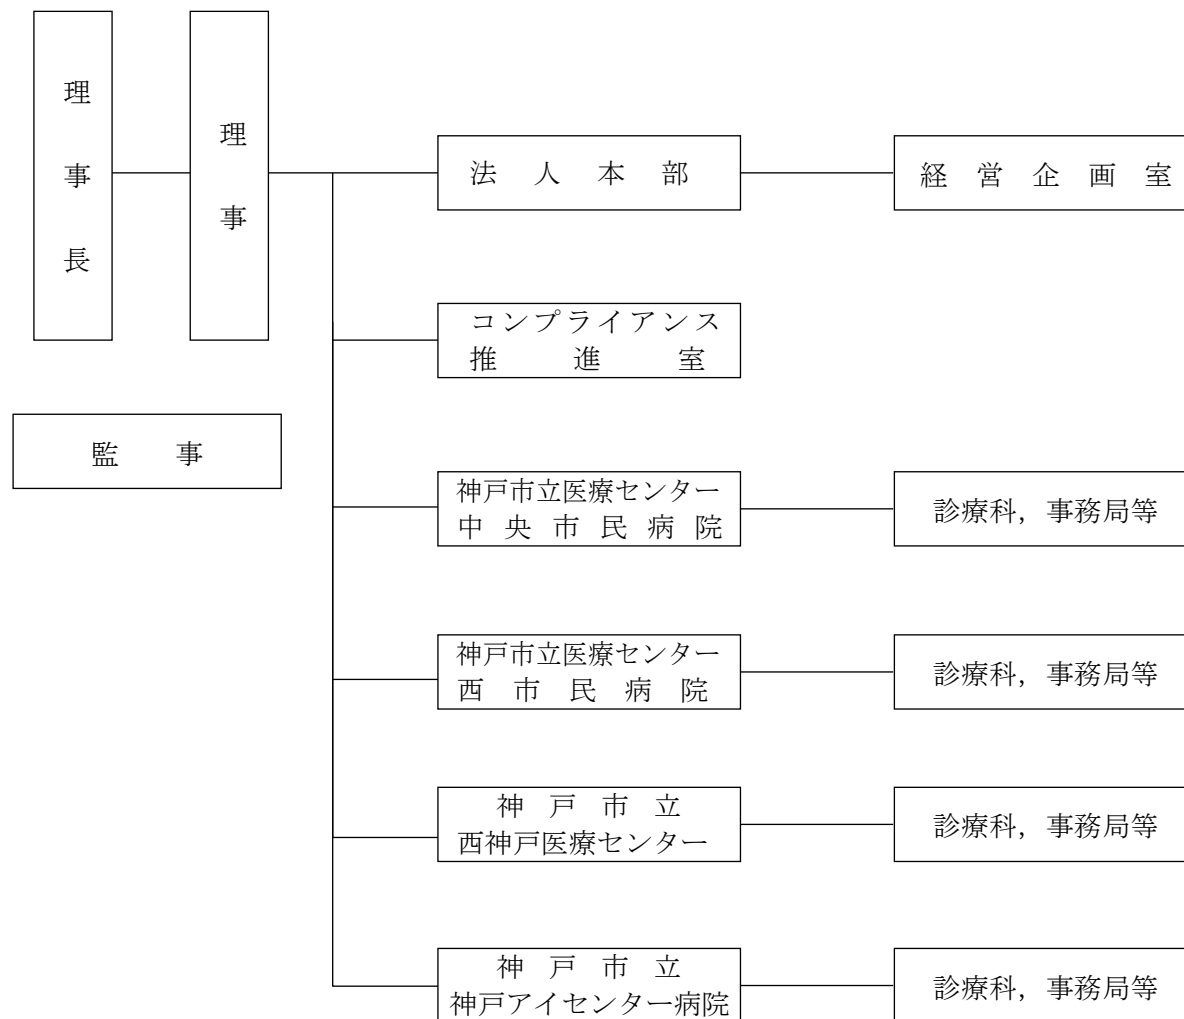 理事長
理事
法人本部
経営企画室
コンプライアンス
推進室
監事
神戸市立医療センター
中央市民病院
診療科，事務局等
神戸市立医療センター
西市民病院
診療科，事務局等
神戸市立
西神戸医療センター
診療科，事務局等
神戸市立
神戸アイセンター病院
診療科，事務局等